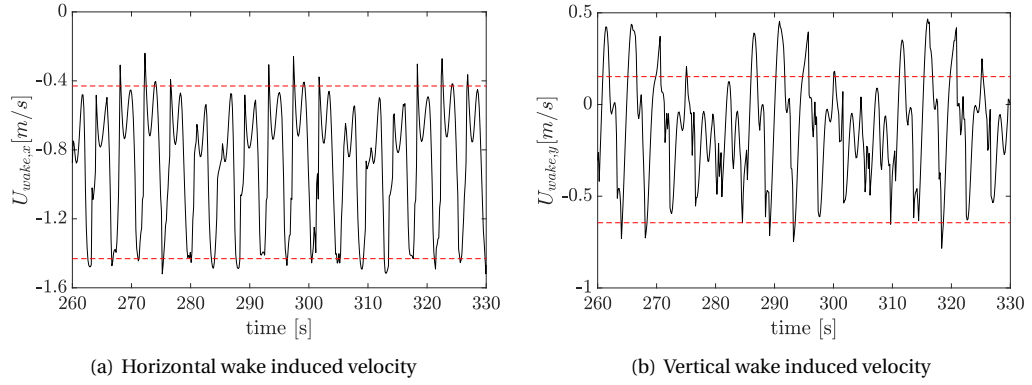 0
-0.4
-0.8
-1.2
-1.6
U_{wake,x}[m/s]
260 270 280 290 300 310 320 330
time [s]
(a) Horizontal wake induced velocity
0.5
0
-0.5
-1
U_{wake,y}[m/s]
260 270 280 290 300 310 320 330
time [s]
(b) Vertical wake induced velocity